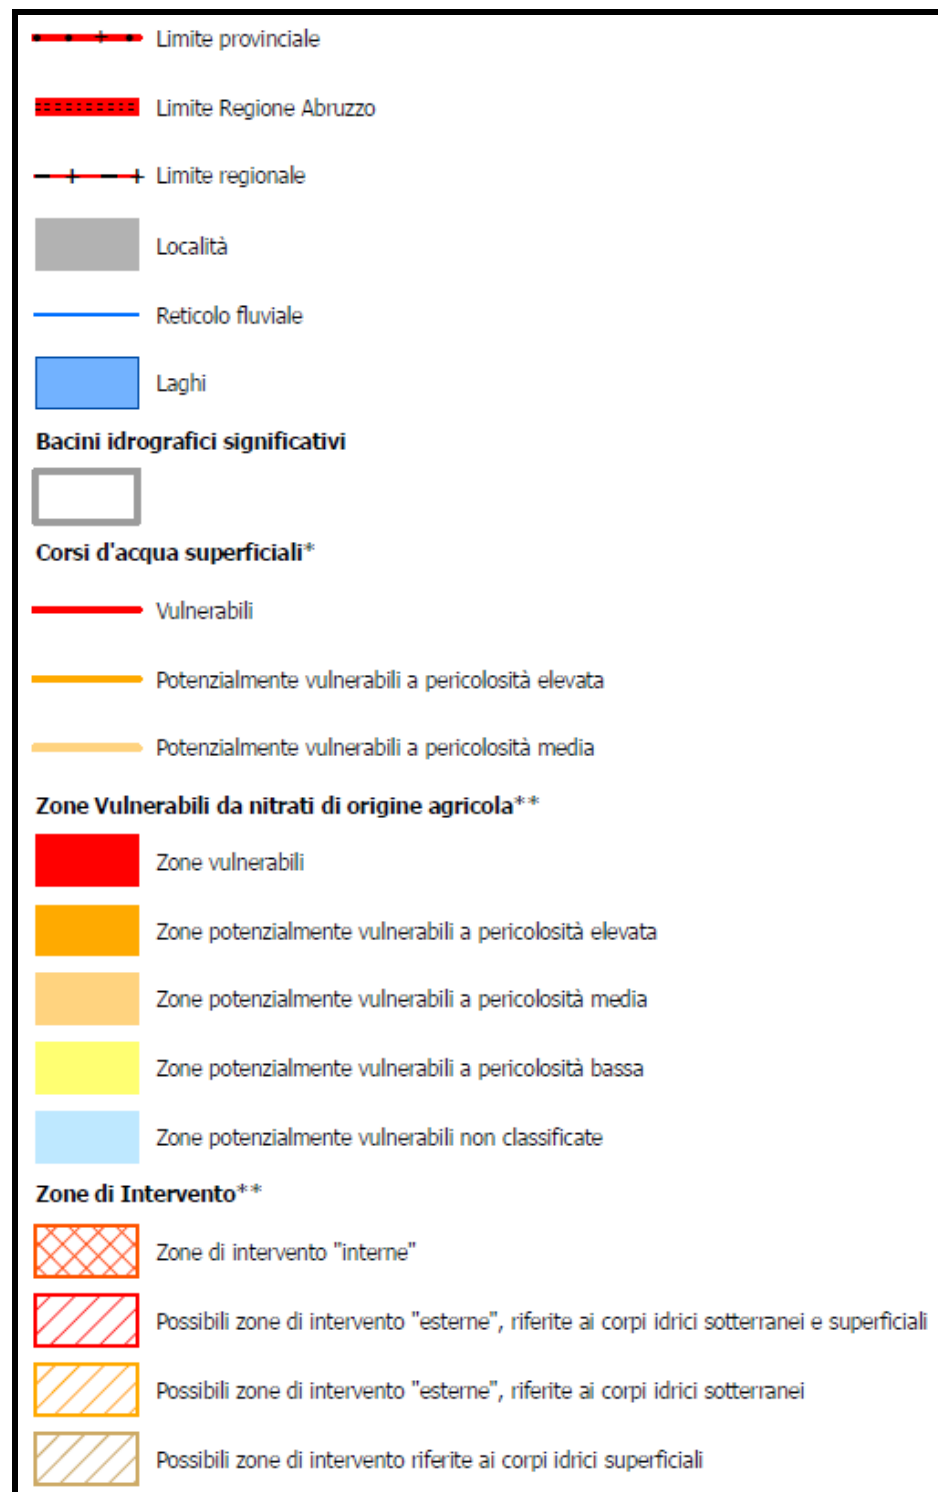 Limite provinciale
Limite Regione Abruzzo
Limite regionale
Località
Reticolo fluviale
Laghi
Bacini idrografici significativi
Corsi d'acqua superficiali*
Vulnerabili
Potenzialmente vulnerabili a pericolosità elevata
Potenzialmente vulnerabili a pericolosità media
Zone Vulnerabili da nitrati di origine agricola**
Zone vulnerabili
Zone potenzialmente vulnerabili a pericolosità elevata
Zone potenzialmente vulnerabili a pericolosità media
Zone potenzialmente vulnerabili a pericolosità bassa
Zone potenzialmente vulnerabili non classificate
Zone di Intervento**
Zone di intervento "interne"
Possibili zone di intervento "esterne", riferite ai corpi idrici sotterranei e superficiali
Possibili zone di intervento "esterne", riferite ai corpi idrici sotterranei
Possibili zone di intervento riferite ai corpi idrici superficiali